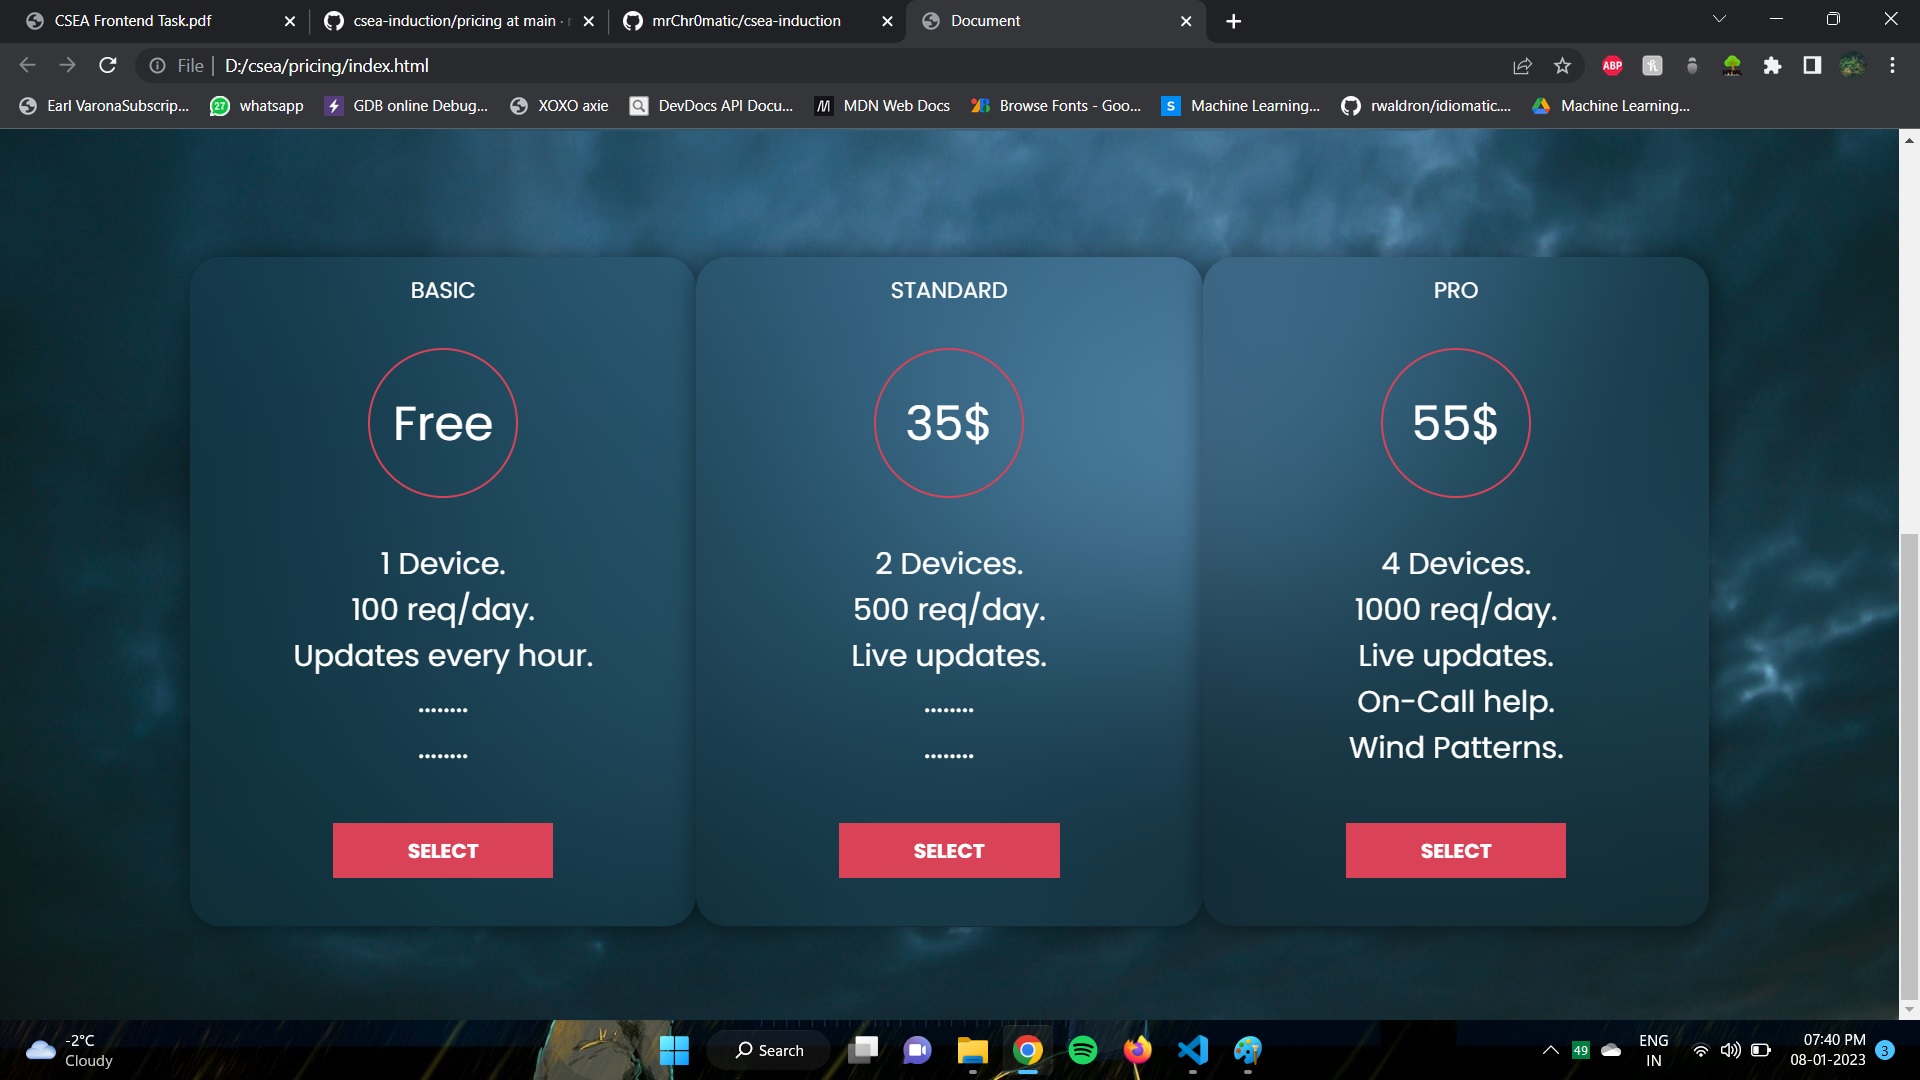 CSEA Frontend Task.pdf
csea-induction/pricing at main ·
mrChr0matic/csea-induction
Document
File
D:/csea/pricing/index.html
ABP
Earl VaronaSubscrip...
27
whatsapp
GDB online Debug...
XOXO axie
DevDocs API Docu...
MDN Web Docs
Browse Fonts - Goo...
S
Machine Learning...
rwaldron/idiomatic....
Machine Learning...
BASIC
STANDARD
PRO
Free
35$
55$
1 Device.
100 req/day.
Updates every hour.
........
........
2 Devices.
500 req/day.
Live updates.
........
........
4 Devices.
1000 req/day.
Live updates.
On-Call help.
Wind Patterns.
SELECT
SELECT
SELECT
-2°C
Cloudy
Search
49
ENG
IN
07:40 PM
08-01-2023
3